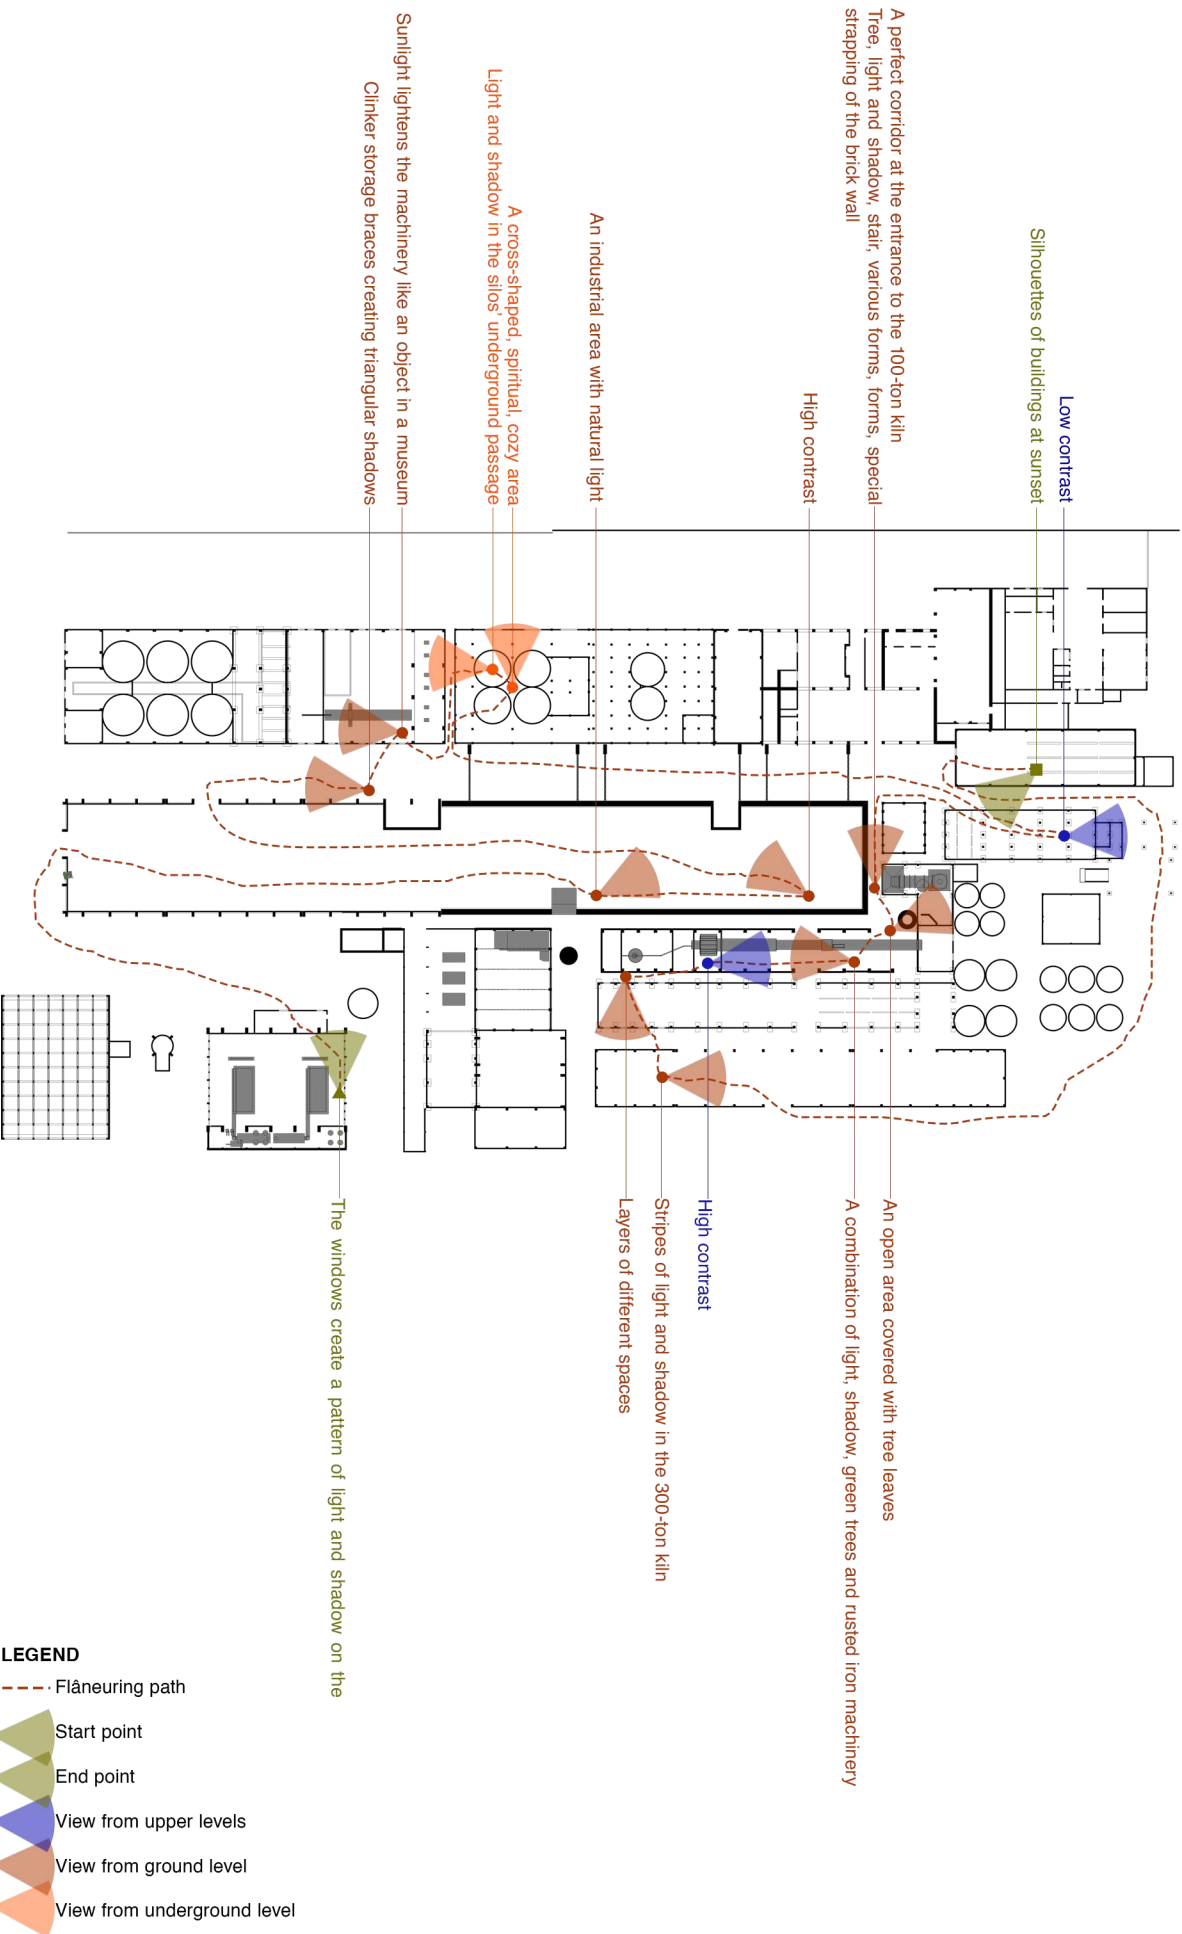 Clinker storage braces creating triangular shadows
Sunlight lightens the machinery like an object in a museum
Light and shadow in the silos' underground passage
A cross-shaped, spiritual, cozy area
An industrial area with natural light
High contrast
A perfect corridor at the entrance to the 100-ton kiln
Tree, light and shadow, stair, various forms, forms, special
strapping of the brick wall
Silhouettes of buildings at sunset
Low contrast
The windows create a pattern of light and shadow on the
Layers of different spaces
Stripes of light and shadow in the 300-ton kiln
High contrast
A combination of light, shadow, green trees and rusted iron machinery
An open area covered with tree leaves
LEGEND
Flâneuring path
Start point
End point
View from upper levels
View from ground level
View from underground level